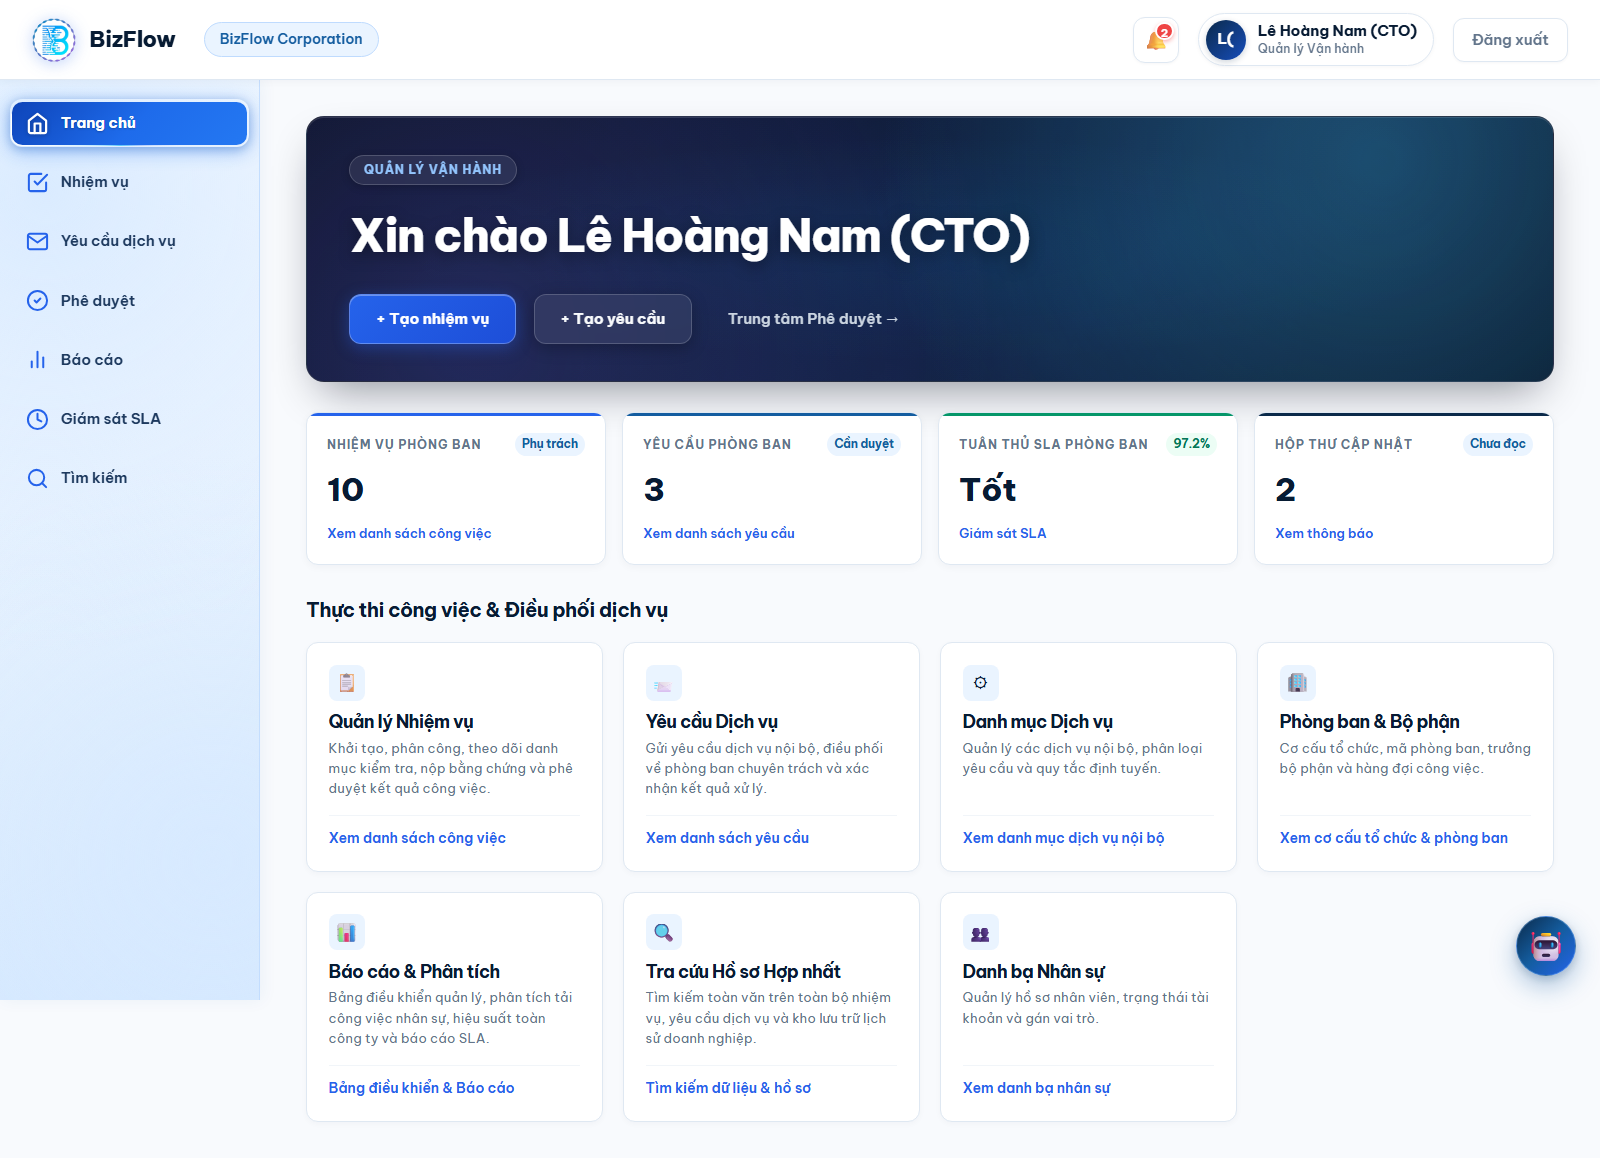 BizFlow
BizFlow Corporation
2
L(
Lê Hoàng Nam (CTO)
Quản lý Vận hành
Đăng xuất
Trang chủ
Nhiệm vụ
Yêu cầu dịch vụ
Phê duyệt
Báo cáo
Giám sát SLA
Tìm kiếm
QUẢN LÝ VẬN HÀNH
Xin chào Lê Hoàng Nam (CTO)
+ Tạo nhiệm vụ
+ Tạo yêu cầu
Trung tâm Phê duyệt →
NHIỆM VỤ PHÒNG BAN
Phụ trách
10
Xem danh sách công việc
YÊU CẦU PHÒNG BAN
Cần duyệt
3
Xem danh sách yêu cầu
TUÂN THỦ SLA PHÒNG BAN
97.2%
Tốt
Giám sát SLA
HỘP THƯ CẬP NHẬT
Chưa đọc
2
Xem thông báo
Thực thi công việc & Điều phối dịch vụ
Quản lý Nhiệm vụ
Khởi tạo, phân công, theo dõi danh
mục kiểm tra, nộp bằng chứng và phê
duyệt kết quả công việc.
Xem danh sách công việc
Yêu cầu Dịch vụ
Gửi yêu cầu dịch vụ nội bộ, điều phối
về phòng ban chuyên trách và xác
nhận kết quả xử lý.
Xem danh sách yêu cầu
Danh mục Dịch vụ
Quản lý các dịch vụ nội bộ, phân loại
yêu cầu và quy tắc định tuyến.
Xem danh mục dịch vụ nội bộ
Phòng ban & Bộ phận
Cơ cấu tổ chức, mã phòng ban, trưởng
bộ phận và hàng đợi công việc.
Xem cơ cấu tổ chức & phòng ban
Báo cáo & Phân tích
Bảng điều khiển quản lý, phân tích tải
công việc nhân sự, hiệu suất toàn
công ty và báo cáo SLA.
Bảng điều khiển & Báo cáo
Tra cứu Hồ sơ Hợp nhất
Tìm kiếm toàn văn trên toàn bộ nhiệm
vụ, yêu cầu dịch vụ và kho lưu trữ lịch
sử doanh nghiệp.
Tìm kiếm dữ liệu & hồ sơ
Danh bạ Nhân sự
Quản lý hồ sơ nhân viên, trạng thái tài
khoản và gán vai trò.
Xem danh bạ nhân sự